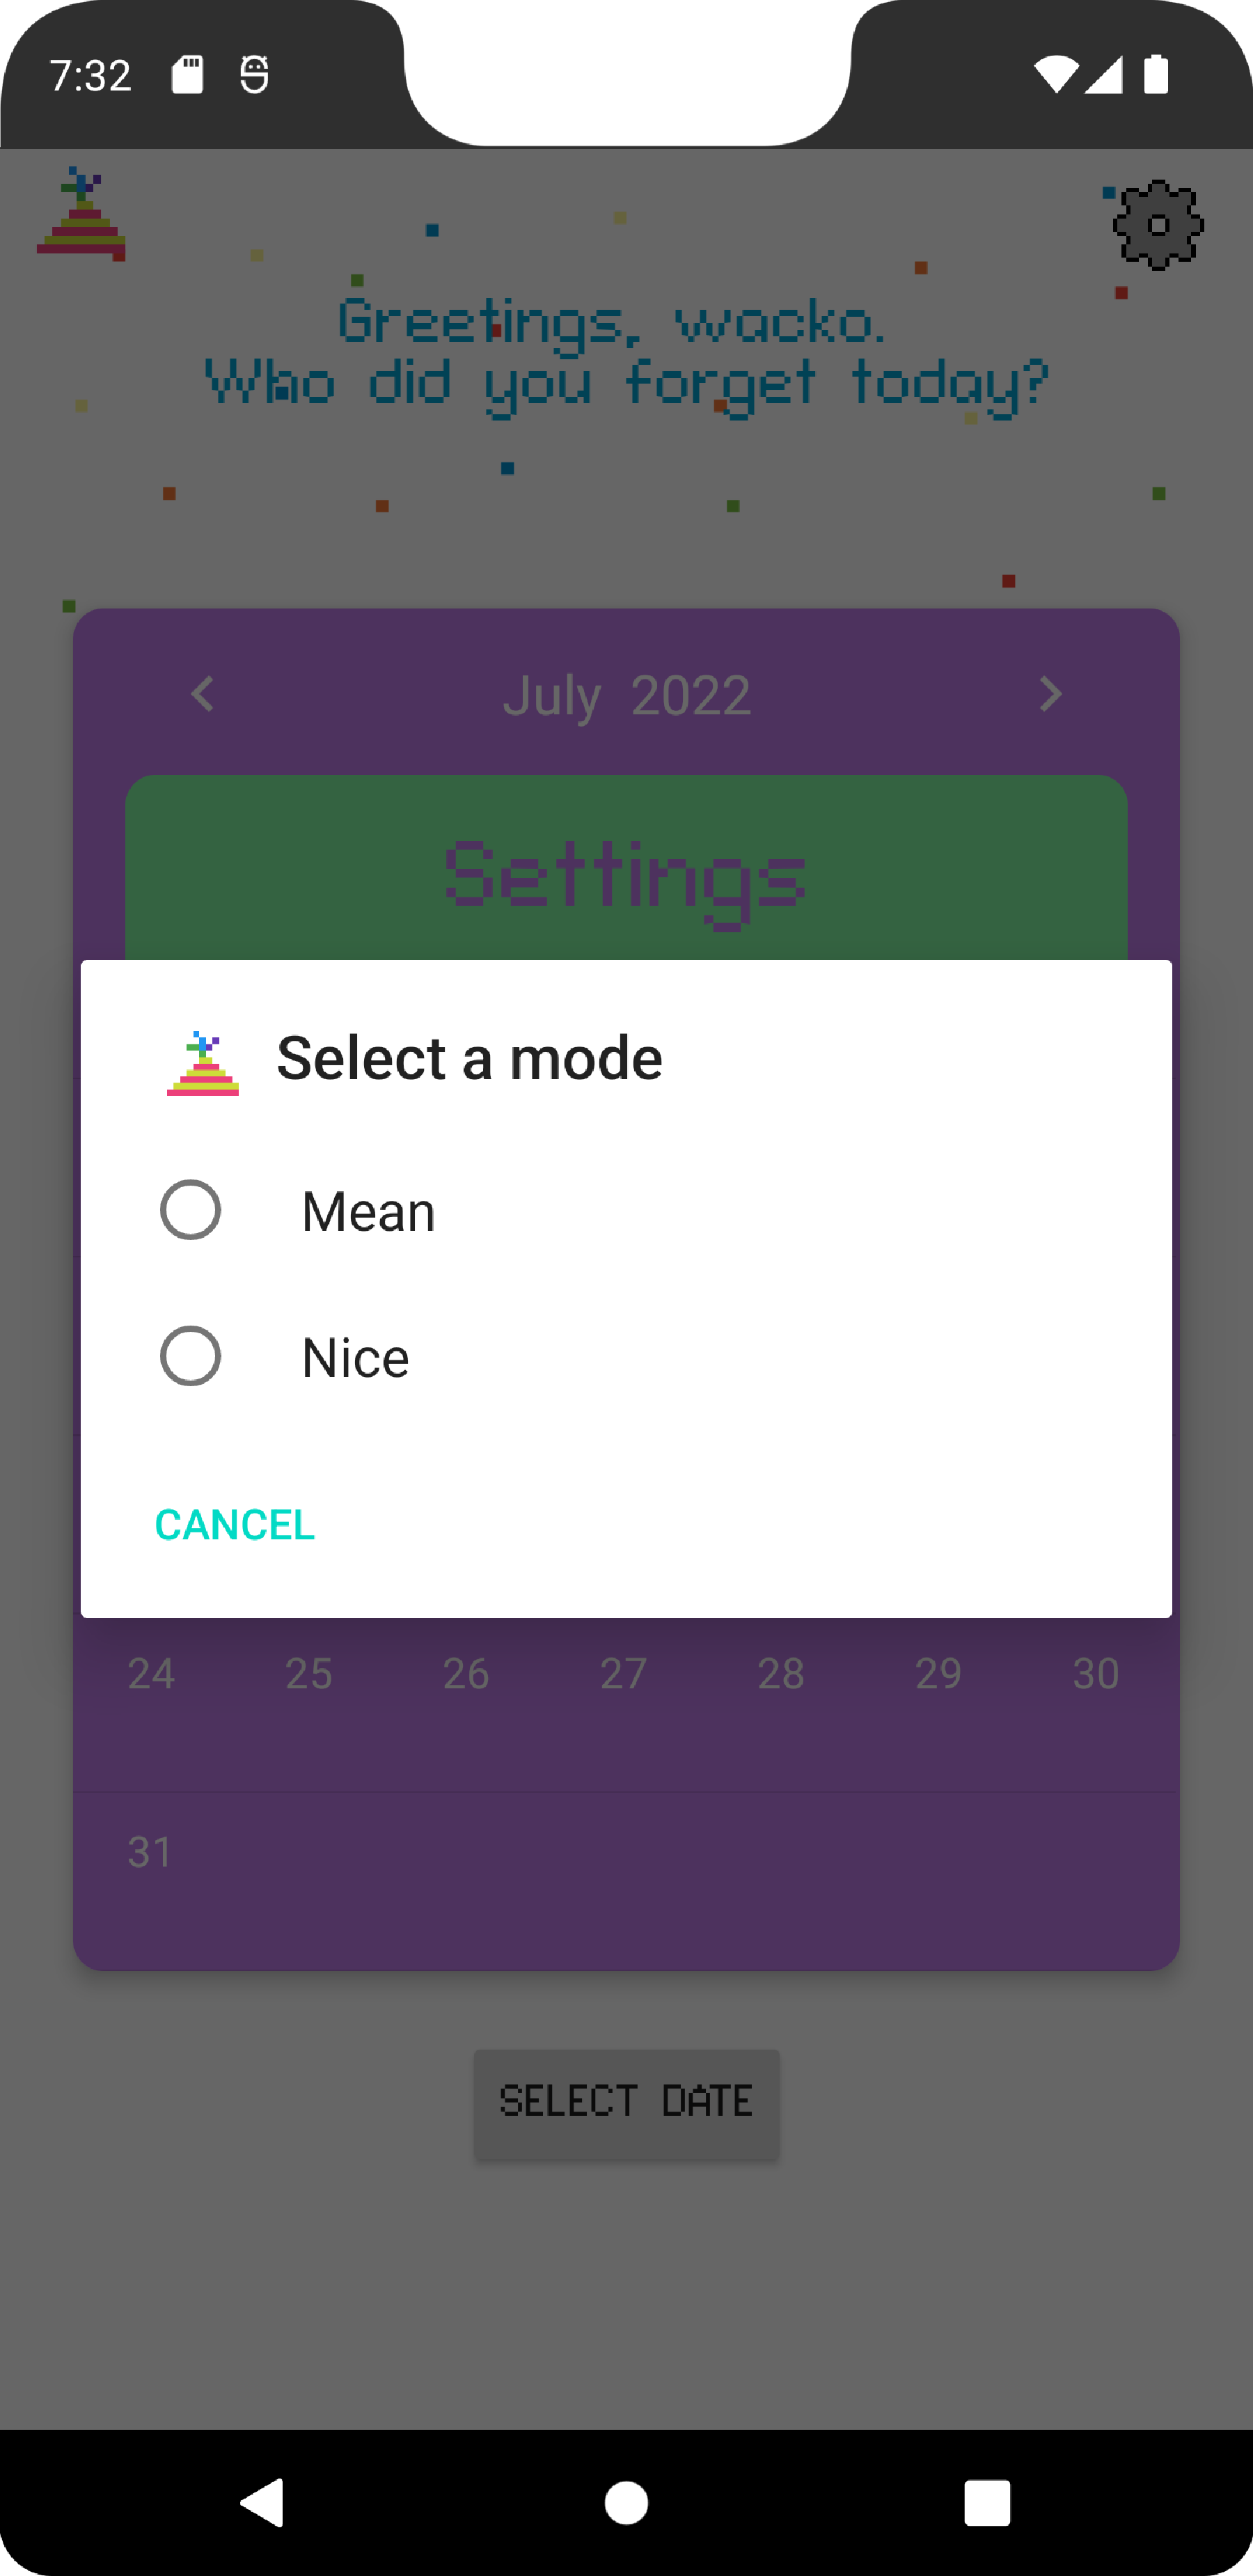 7:32
Greetings, wacko.
Who did you forget today?
July 2022
Settings
Select a mode
Mean
Nice
CANCEL
24 25 26 27 28 29 30
31
SELECT DATE